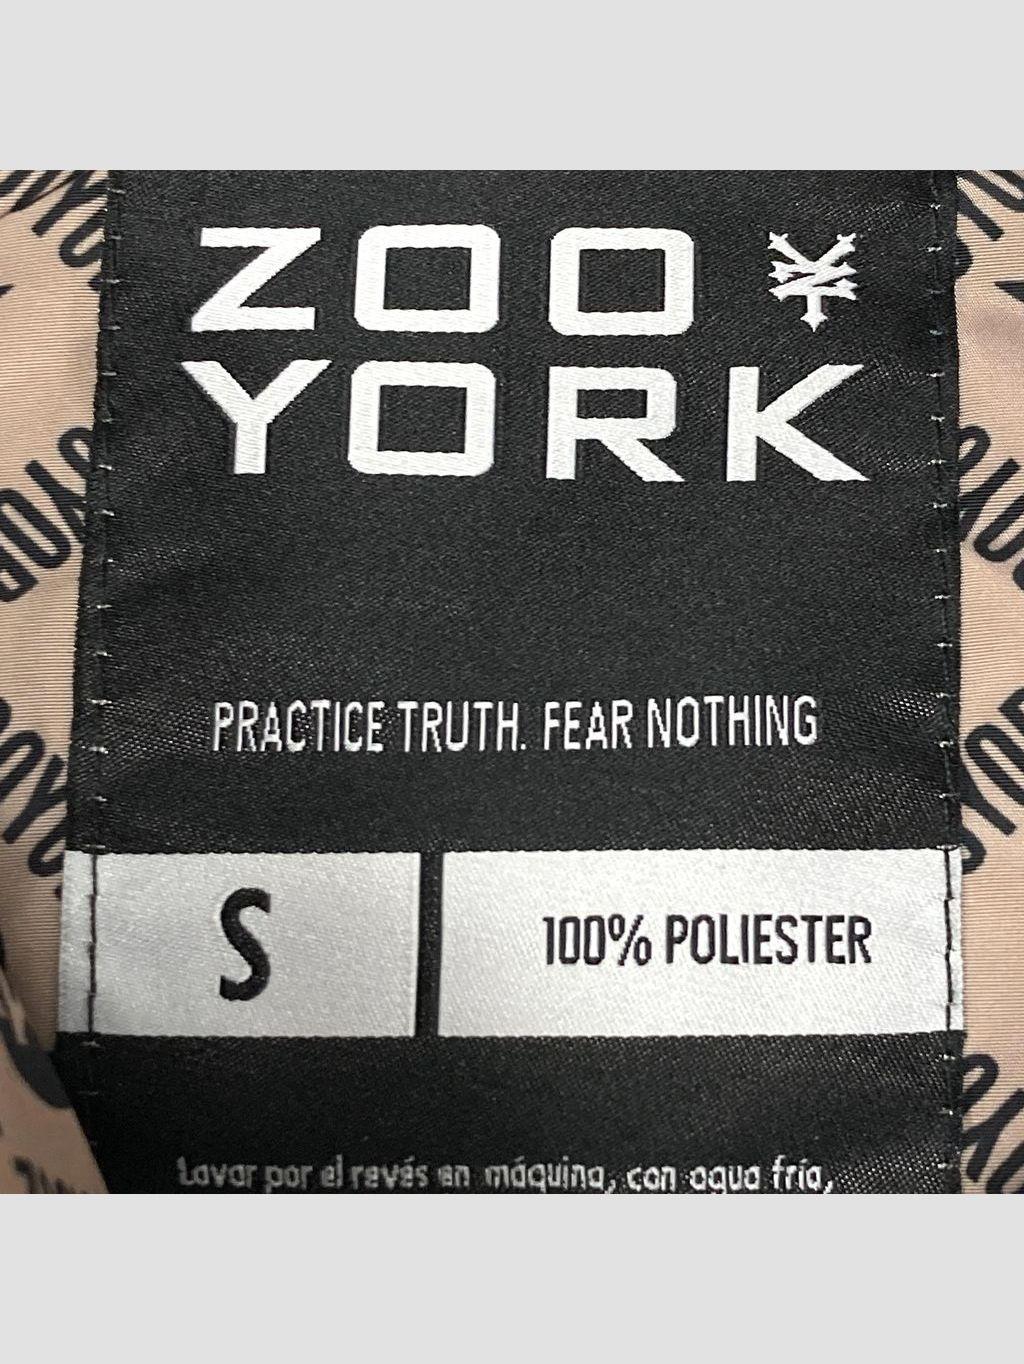 ZOO
YORK
PRACTICE TRUTH. FEAR NOTHING
S
100% POLIESTER
Lavar por el revés en máquina, con agua fría,